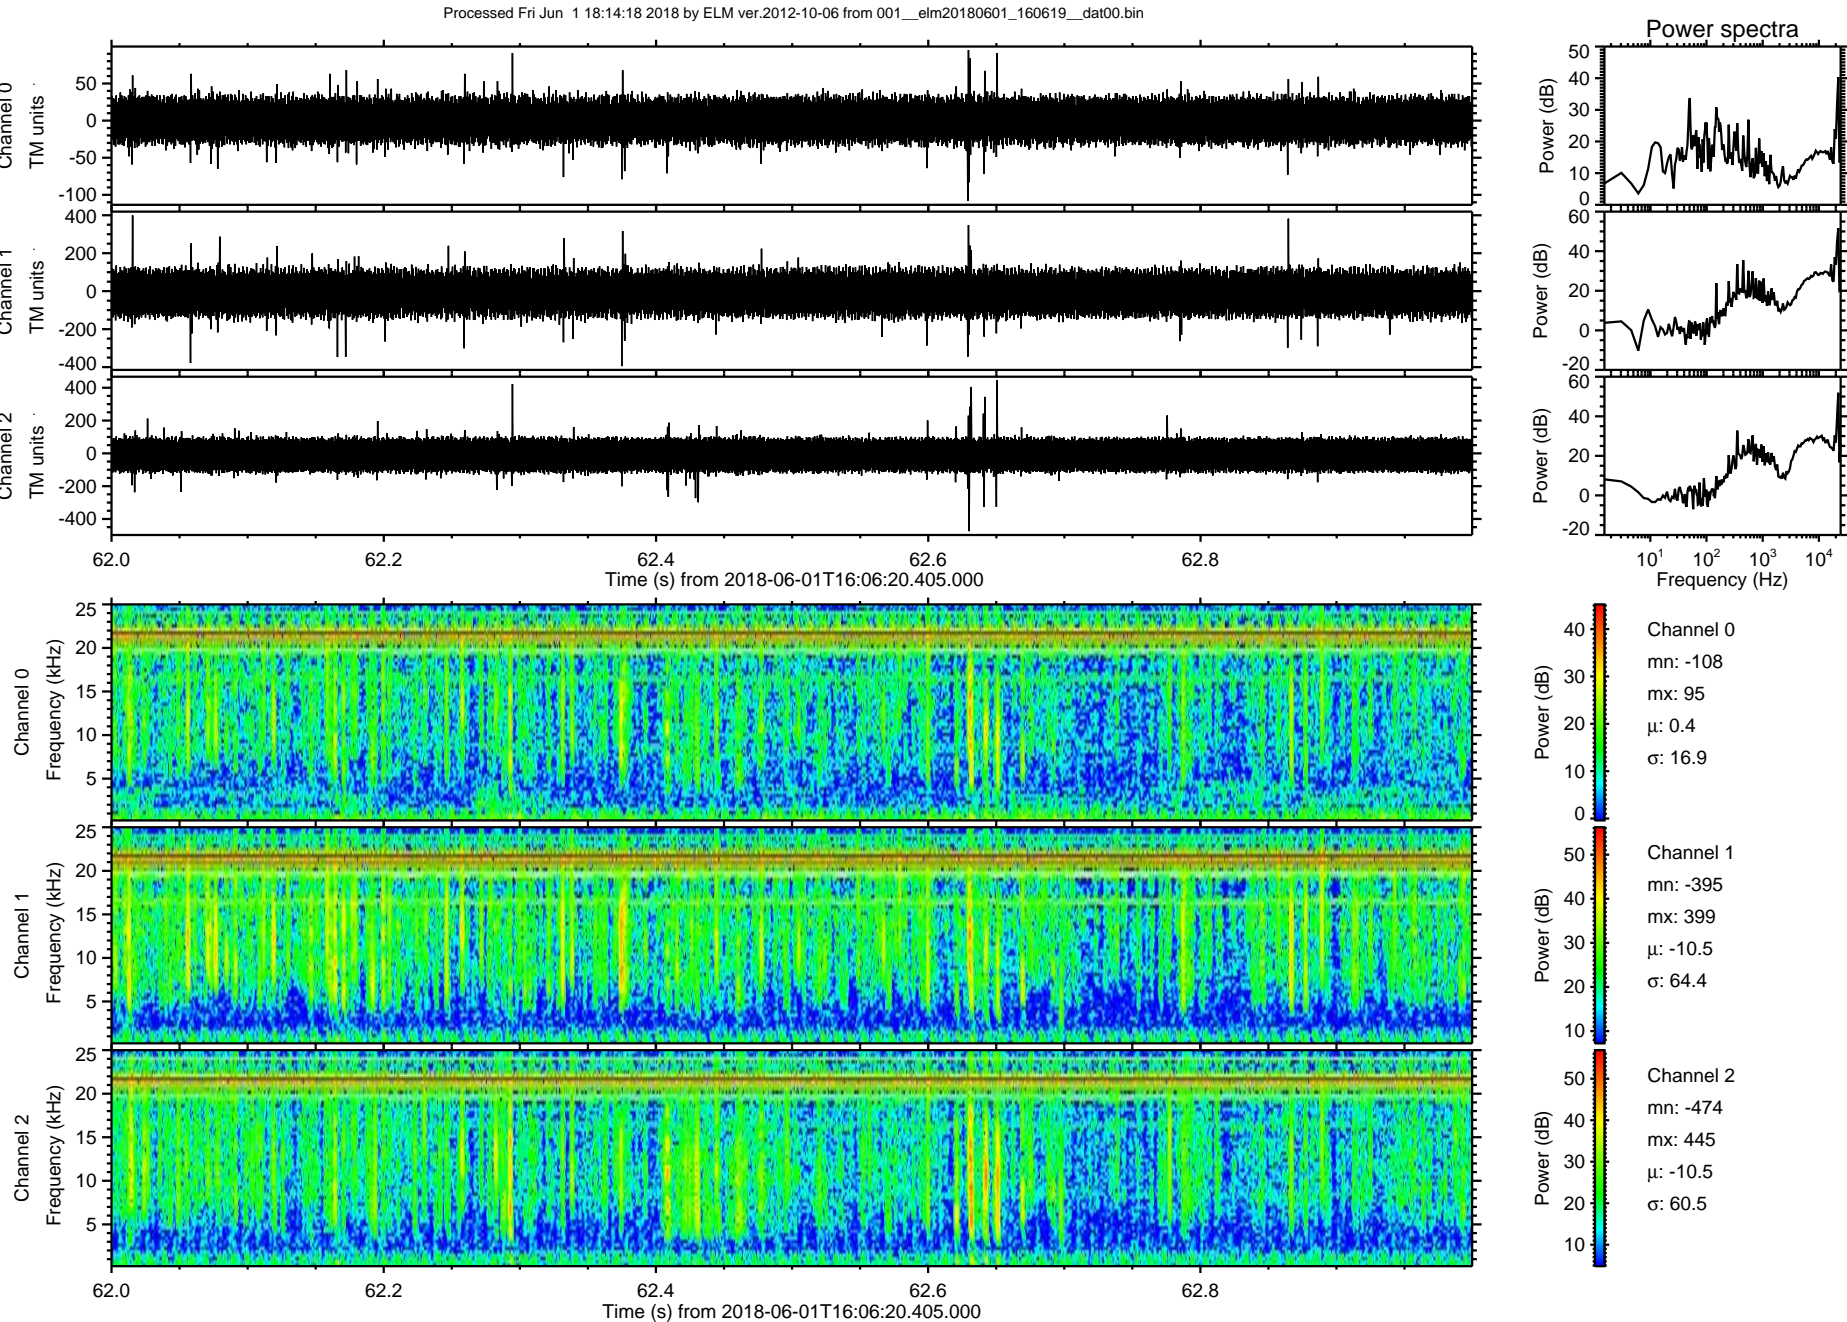 Processed Fri Jun 1 18:14:18 2018 by ELM ver.2012-10-06 from 001__elm20180601_160619__dat00.bin
Power spectra
Channel 0
TM units
50
0
-50
-100
Power (dB)
50
40
30
20
10
0
Channel 1
TM units
400
200
0
-200
-400
Power (dB)
60
40
20
0
-20
Channel 2
TM units
400
200
0
-200
-400
Power (dB)
60
40
20
0
-20
62.0 62.2 62.4 62.6 62.8
Time (s) from 2018-06-01T16:06:20.405.000
10¹ 10² 10³ 10⁴
Frequency (Hz)
Channel 0
Frequency (kHz)
25
20
15
10
5
Power (dB)
40
30
20
10
0
Channel 0
mn: -108
mx: 95
μ: 0.4
σ: 16.9
Channel 1
Frequency (kHz)
25
20
15
10
5
Power (dB)
50
40
30
20
10
Channel 1
mn: -395
mx: 399
μ: -10.5
σ: 64.4
Channel 2
Frequency (kHz)
25
20
15
10
5
Power (dB)
50
40
30
20
10
Channel 2
mn: -474
mx: 445
μ: -10.5
σ: 60.5
62.0 62.2 62.4 62.6 62.8
Time (s) from 2018-06-01T16:06:20.405.000